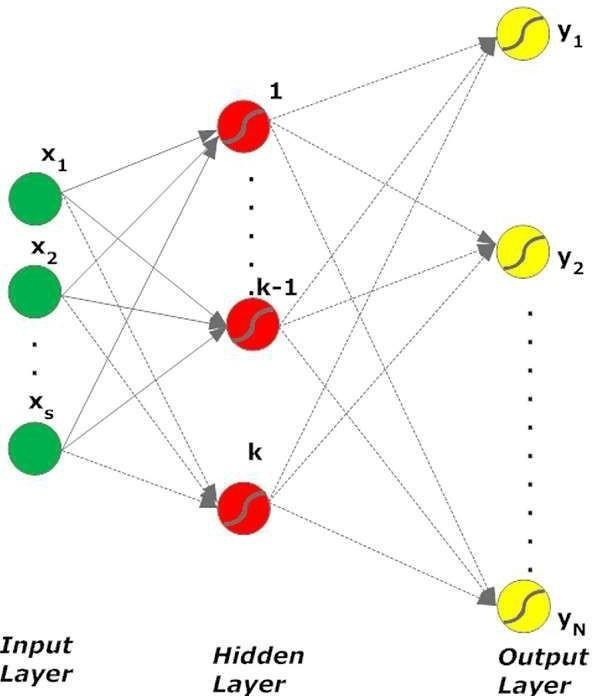 x1
x2
xs
1
k-1
k
y1
y2
yN
Input
Layer
Hidden
Layer
Output
Layer